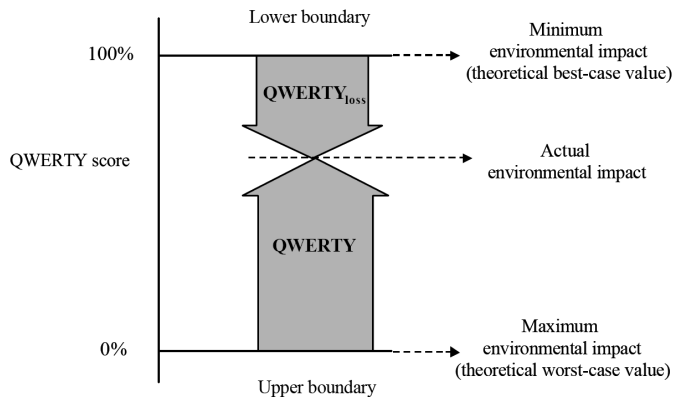 Lower boundary
100%
Minimum
environmental impact
(theoretical best-case value)
QWERTYloss
QWERTY score
Actual
environmental impact
QWERTY
0%
Maximum
environmental impact
(theoretical worst-case value)
Upper boundary